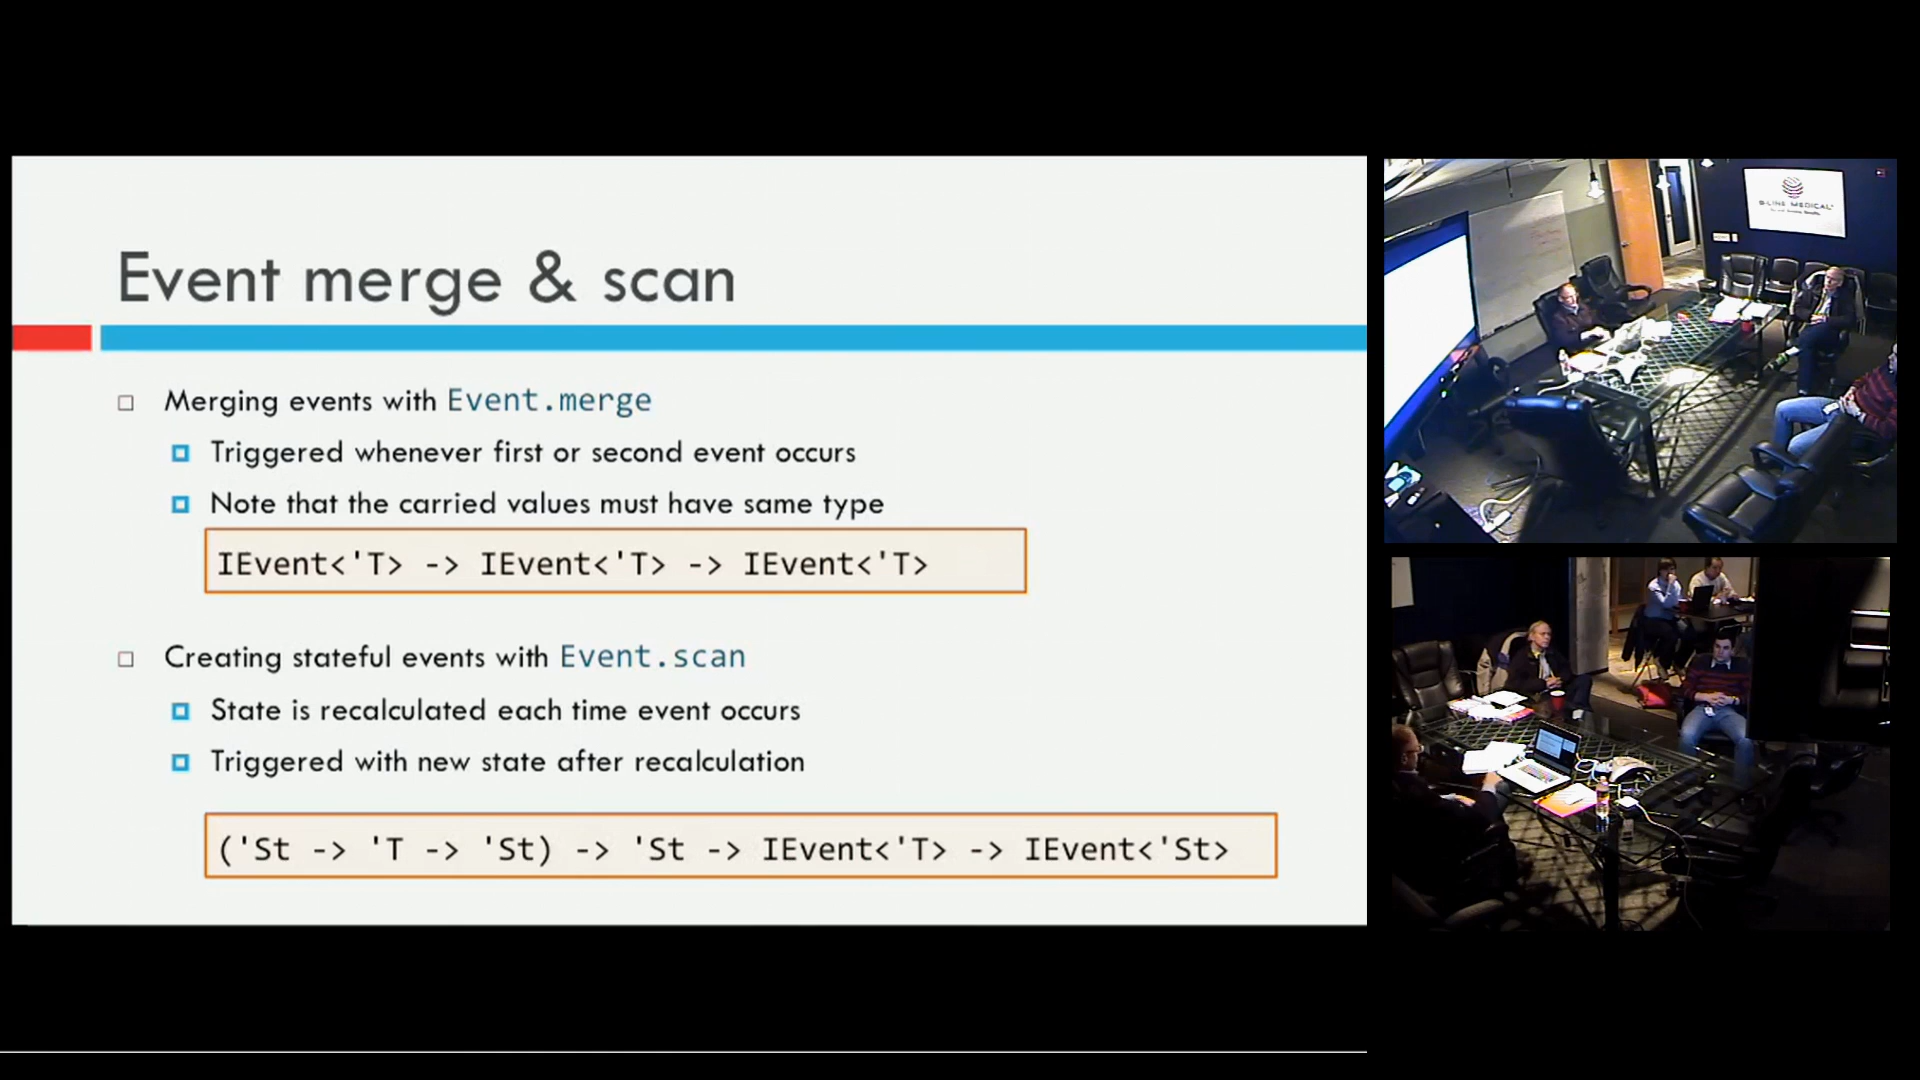 Event merge & scan
Merging events with Event.merge
Triggered whenever first or second event occurs
Note that the carried values must have same type
IEvent<'T> -> IEvent<'T> -> IEvent<'T>
Creating stateful events with Event.scan
State is recalculated each time event occurs
Triggered with new state after recalculation
('St -> 'T -> 'St) -> 'St -> IEvent<'T> -> IEvent<'St>
B-LINE MEDICAL